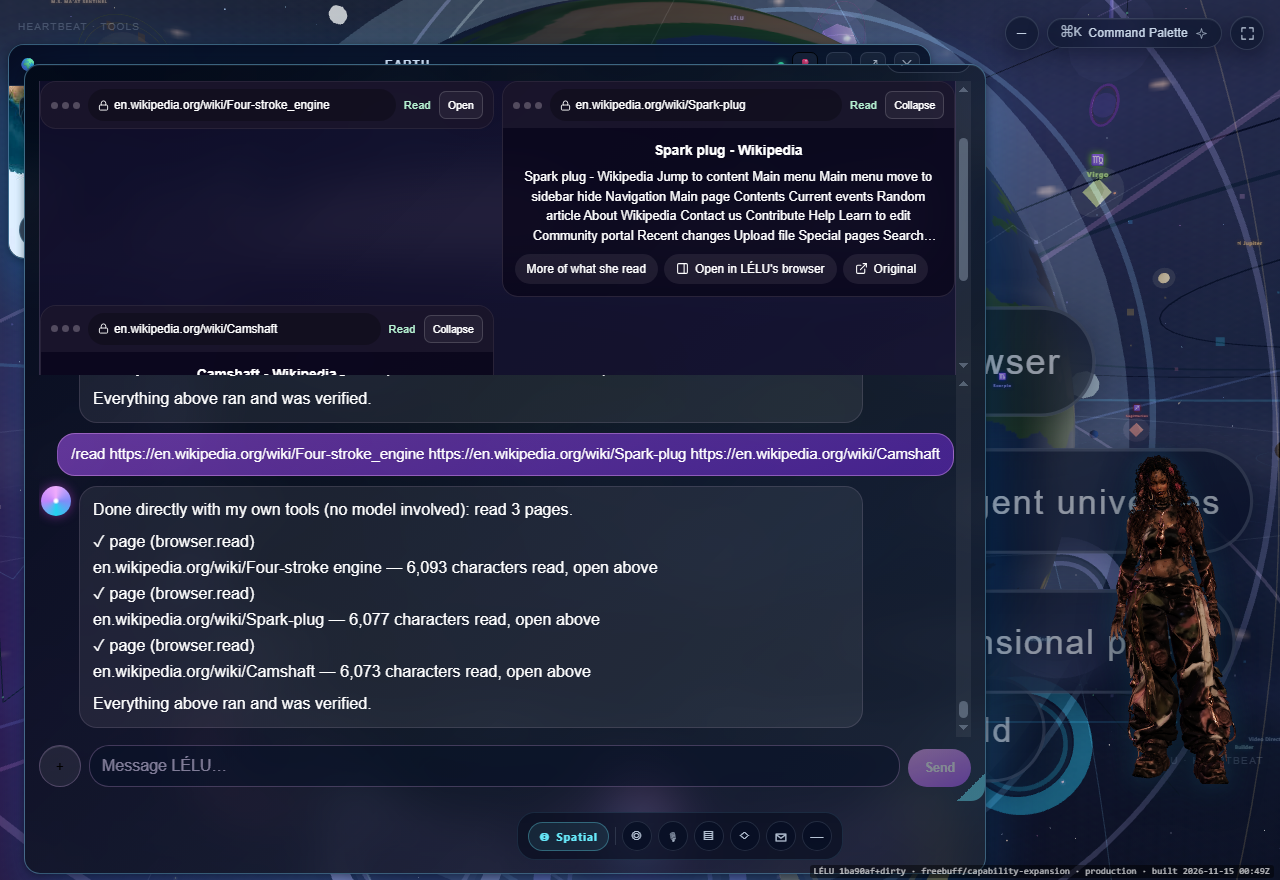 HEARTBEAT · TOOLS
LÉLU
⌘K Command Palette
EARTH
en.wikipedia.org/wiki/Four-stroke_engine Read Open
en.wikipedia.org/wiki/Spark-plug Read Collapse
Spark plug - Wikipedia
Spark plug - Wikipedia Jump to content Main menu Main menu move to
sidebar hide Navigation Main page Contents Current events Random
article About Wikipedia Contact us Contribute Help Learn to edit
Community portal Recent changes Upload file Special pages Search…
More of what she read Open in LÉLU's browser Original
en.wikipedia.org/wiki/Camshaft Read Collapse
Camshaft - Wikipedia
Virgo
Jupiter
wser
Everything above ran and was verified.
/read https://en.wikipedia.org/wiki/Four-stroke_engine https://en.wikipedia.org/wiki/Spark-plug https://en.wikipedia.org/wiki/Camshaft
gent universes
Done directly with my own tools (no model involved): read 3 pages.
✓ page (browser.read)
en.wikipedia.org/wiki/Four-stroke engine — 6,093 characters read, open above
✓ page (browser.read)
en.wikipedia.org/wiki/Spark-plug — 6,077 characters read, open above
✓ page (browser.read)
en.wikipedia.org/wiki/Camshaft — 6,073 characters read, open above
Everything above ran and was verified.
nsional p
ld
Message LÉLU…
Send
Spatial
LÉLU 1ba90af+dirty · freebuff/capability-expansion · production · built 2026-11-15 00:49Z